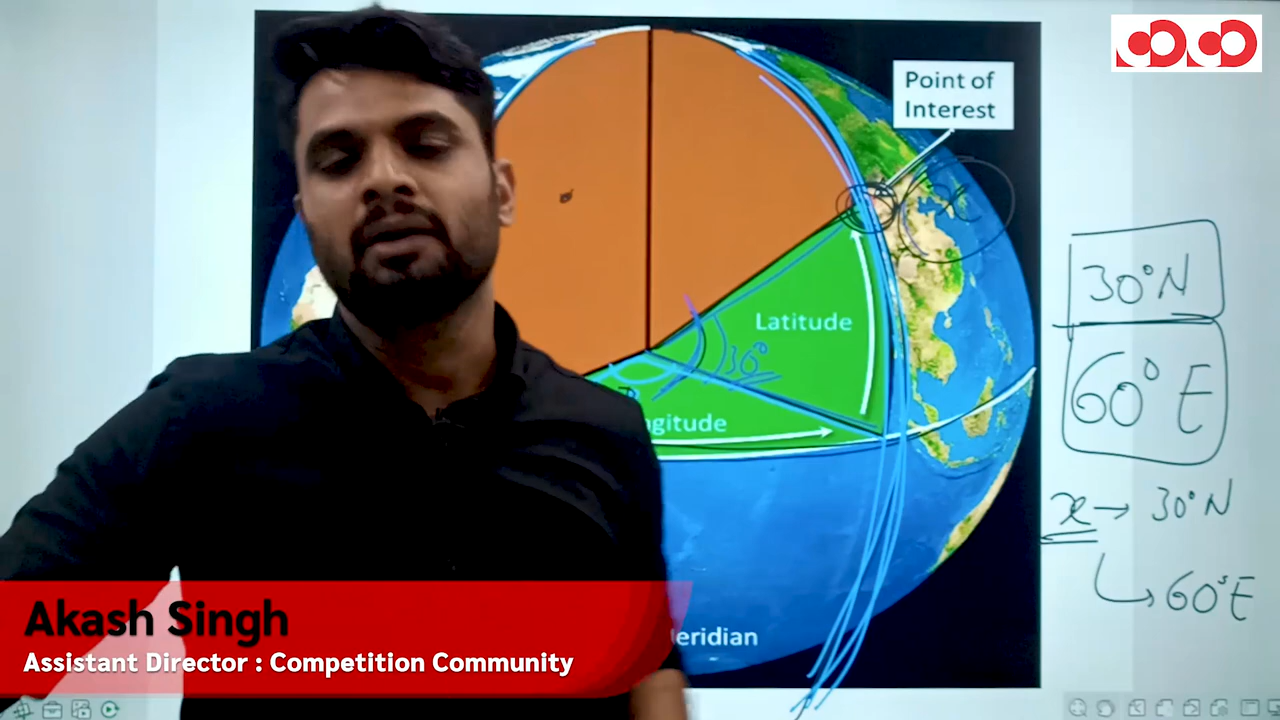 Point of
Interest
30°N
60° E
Latitude
30°
ngitude
x → 30°N
→ 60°E
Akash Singh
eridian
Assistant Director : Competition Community